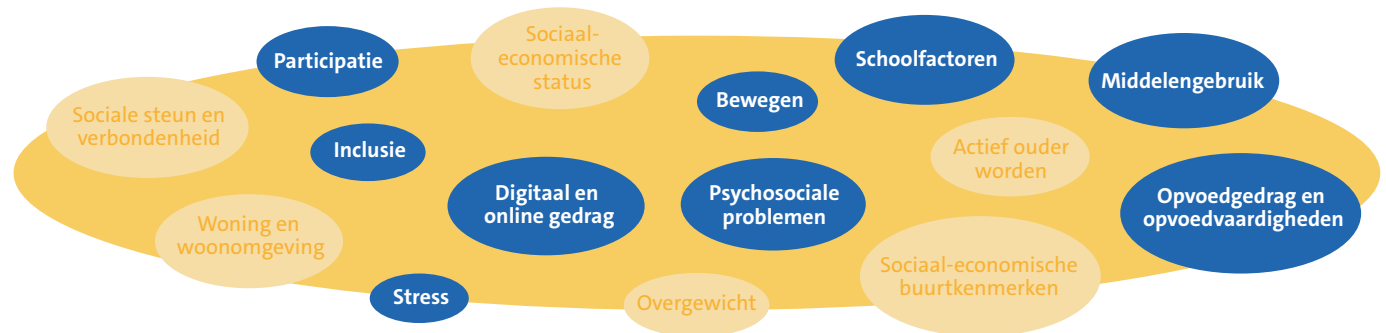 Sociaal-
economische
status
Participatie
Schoolfactoren
Middelengebruik
Bewegen
Sociale steun en
verbondenheid
Inclusie
Actief ouder
worden
Digitaal en
online gedrag
Psychosociale
problemen
Opvoedgedrag en
opvoedvaardigheden
Woning en
woonomgeving
Sociaal-economische
buurtkenmerken
Stress
Overgewicht